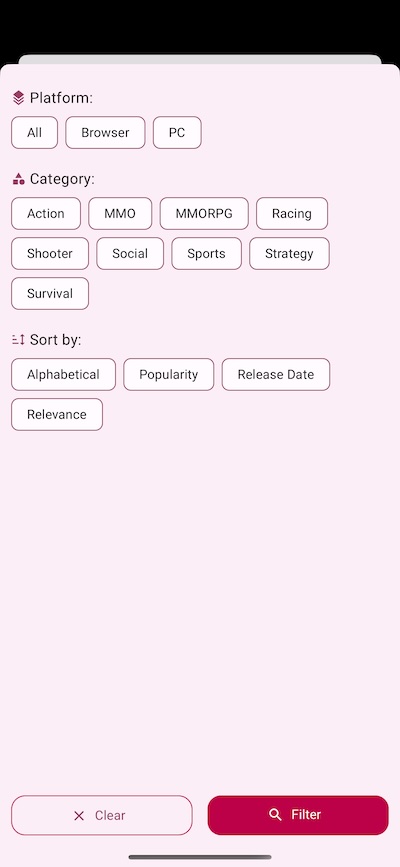 Platform:
All Browser PC
Category:
Action MMO MMORPG Racing
Shooter Social Sports Strategy
Survival
Sort by:
Alphabetical Popularity Release Date
Relevance
Clear Filter